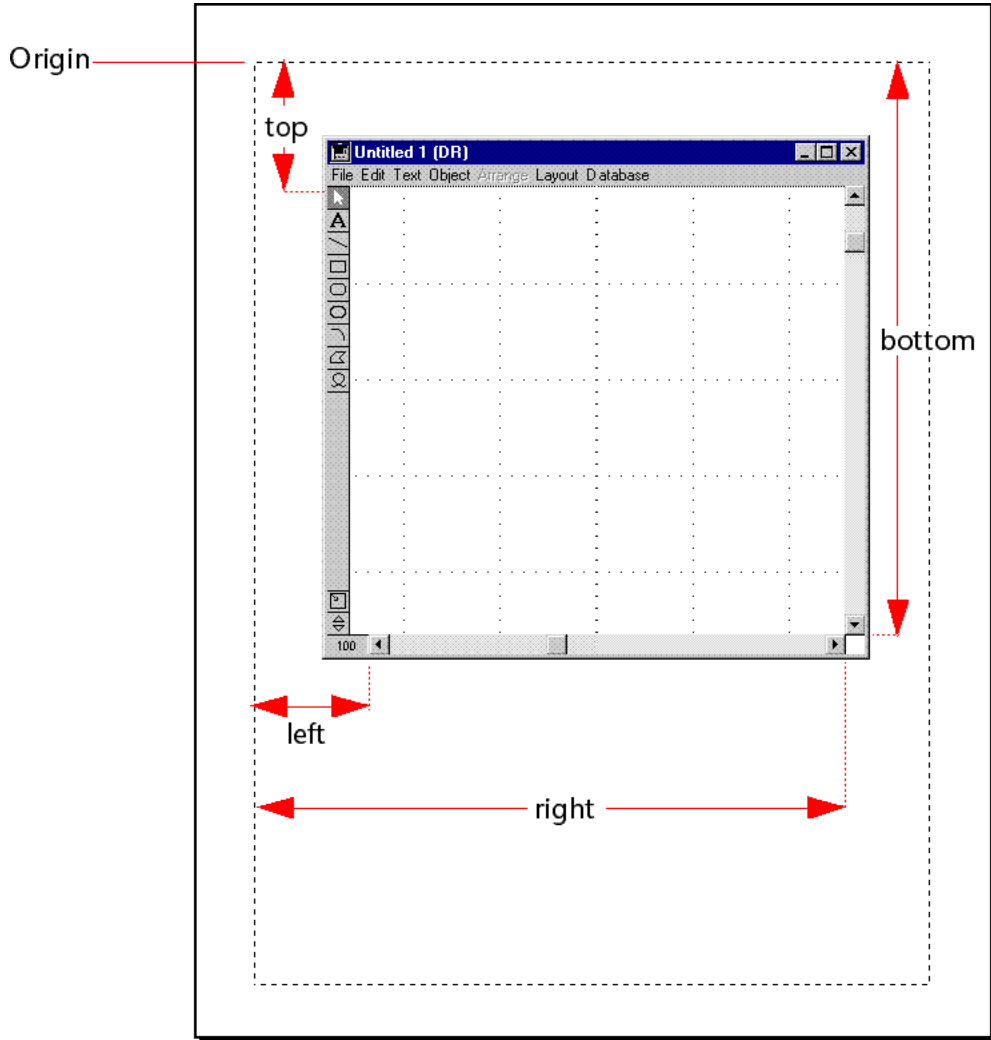 Origin
top
Untitled 1 (DR)
File Edit Text Object Arrange Layout Database
A
bottom
100
left
right